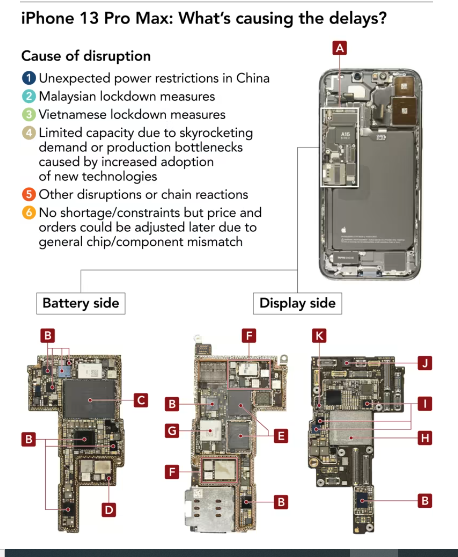 iPhone 13 Pro Max: What's causing the delays?
A
Cause of disruption
1 Unexpected power restrictions in China
2 Malaysian lockdown measures
3 Vietnamese lockdown measures
4 Limited capacity due to skyrocketing
demand or production bottlenecks
caused by increased adoption
of new technologies
5 Other disruptions or chain reactions
6 No shortage/constraints but price and
orders could be adjusted later due to
general chip/component mismatch
A15
Battery side
Display side
B
F
K
J
B
C
I
G
E
H
B
F
D
B
B